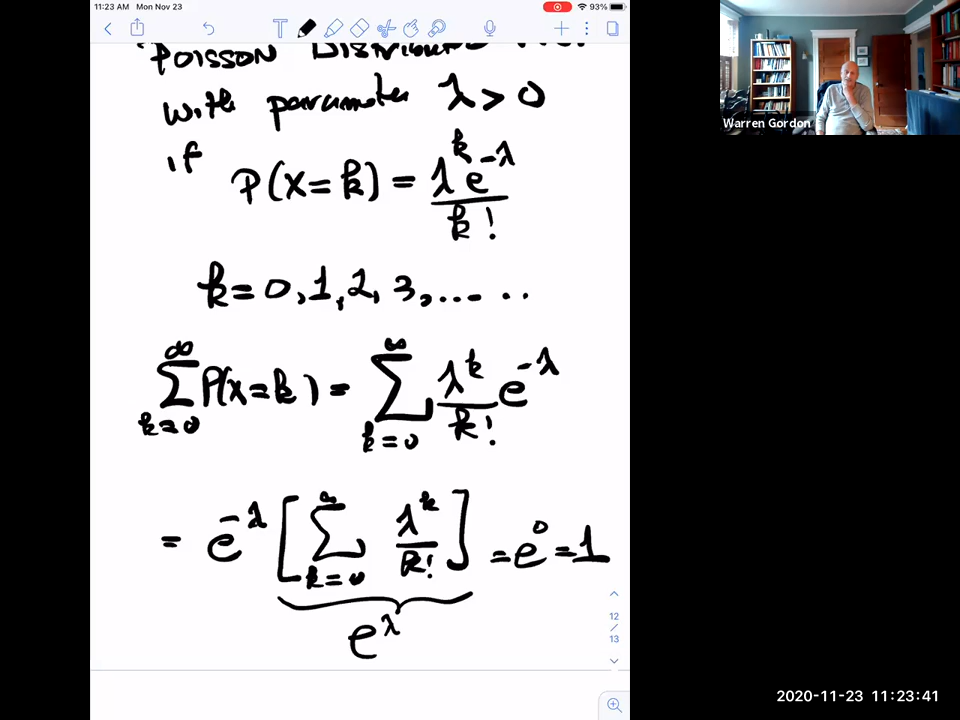 11:23 AM Mon Nov 23
93%
POISSON
with parameter λ > 0
if P(X=k) = λ^k e^-λ / k!
k = 0, 1, 2, 3, ..... ..
∞ Σ k=0 P(X=k) = ∞ Σ k=0 λ^k / k! e^-λ
= e^-λ [ ∞ Σ k=0 λ^k / k! ] = e^0 = 1
e^λ
12
/
13
Warren Gordon
2020-11-23 11:23:41